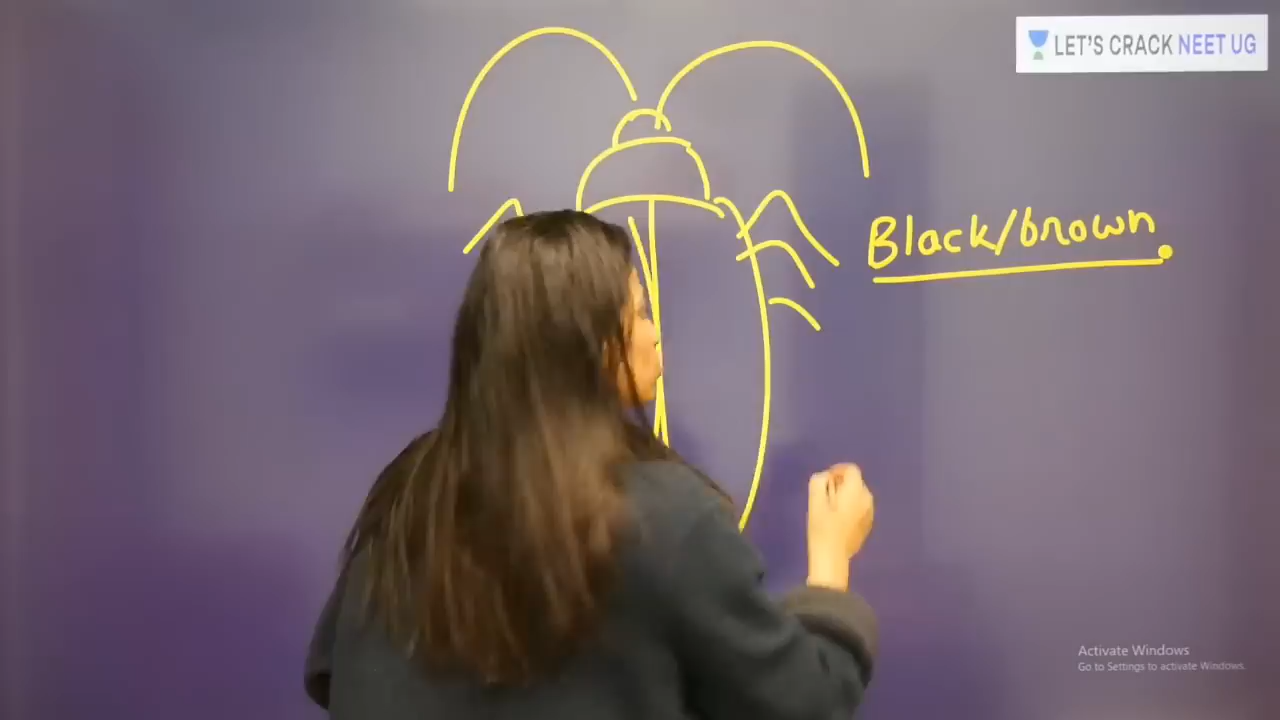 LET'S CRACK NEET UG
Black/brown
Activate Windows
Go to Settings to activate Windows.